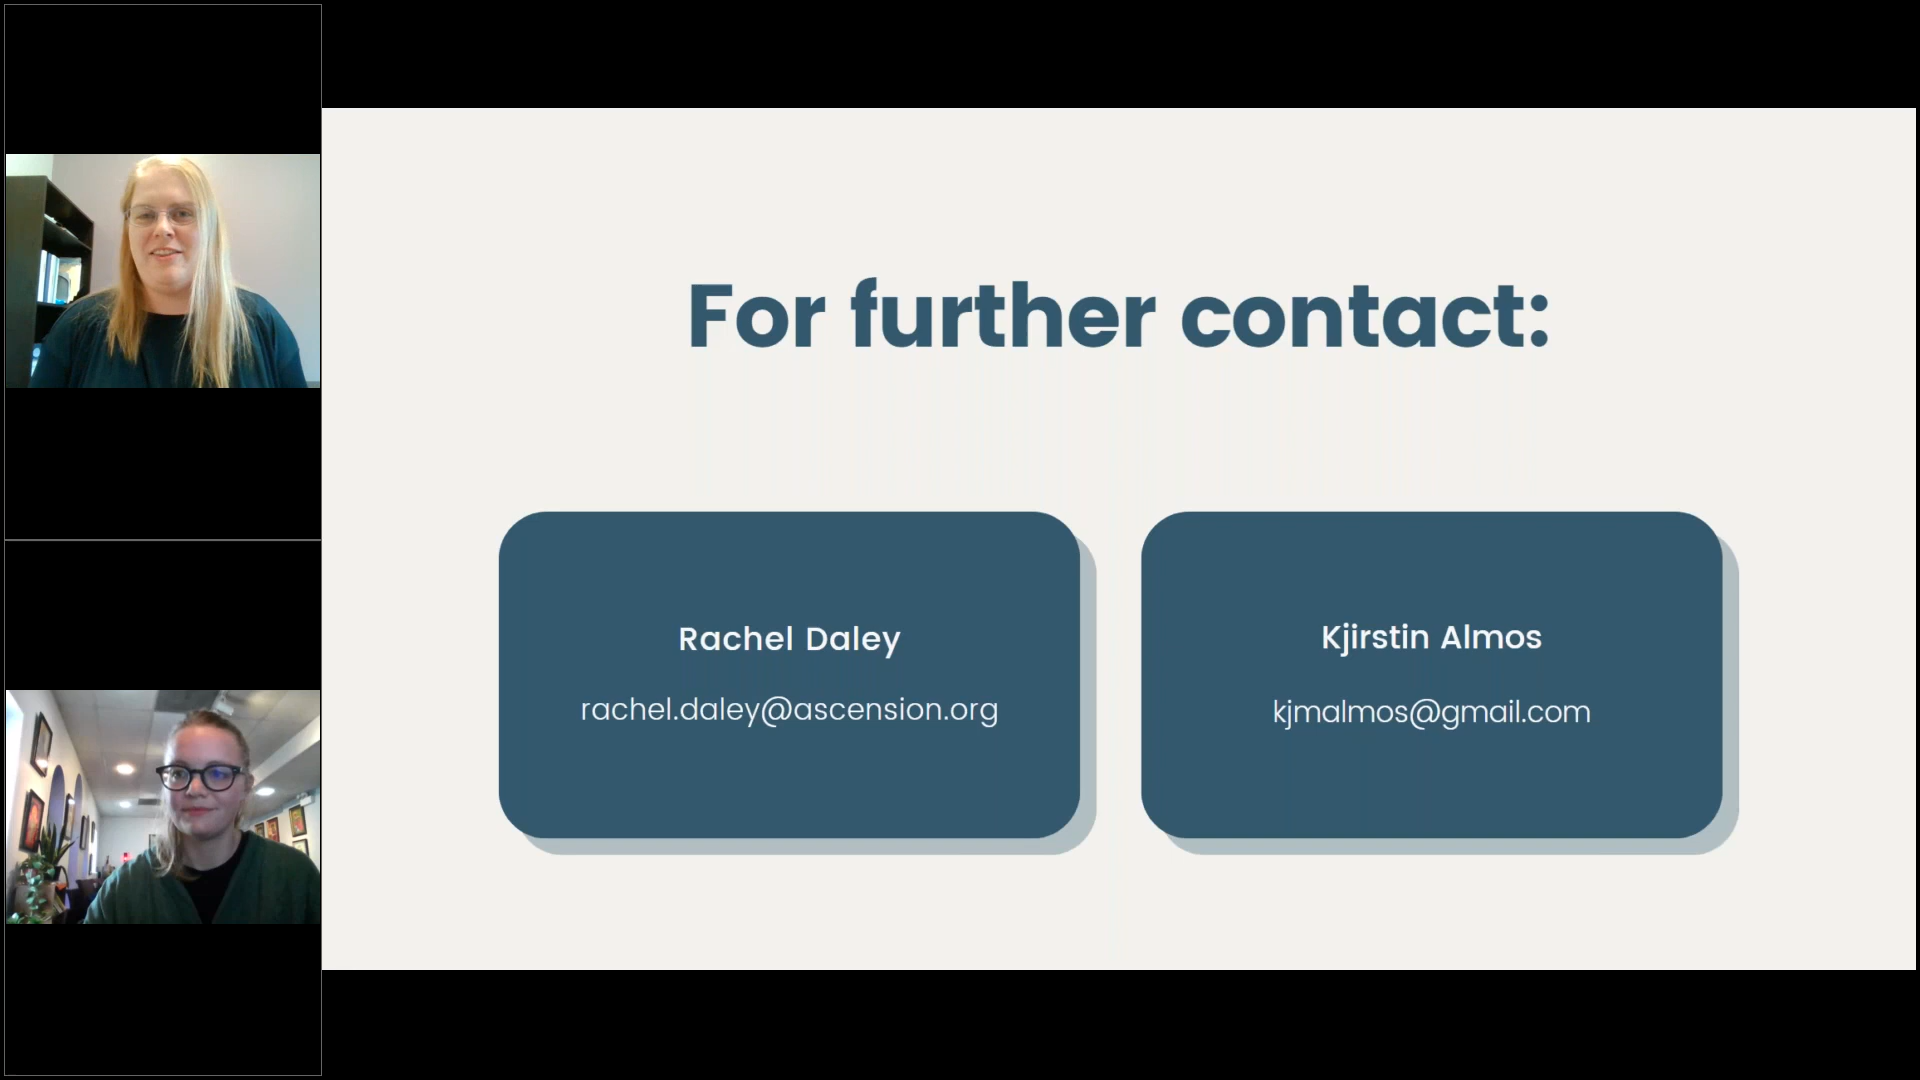 For further contact:
Rachel Daley
rachel.daley@ascension.org
Kjirstin Almos
kjmalmos@gmail.com